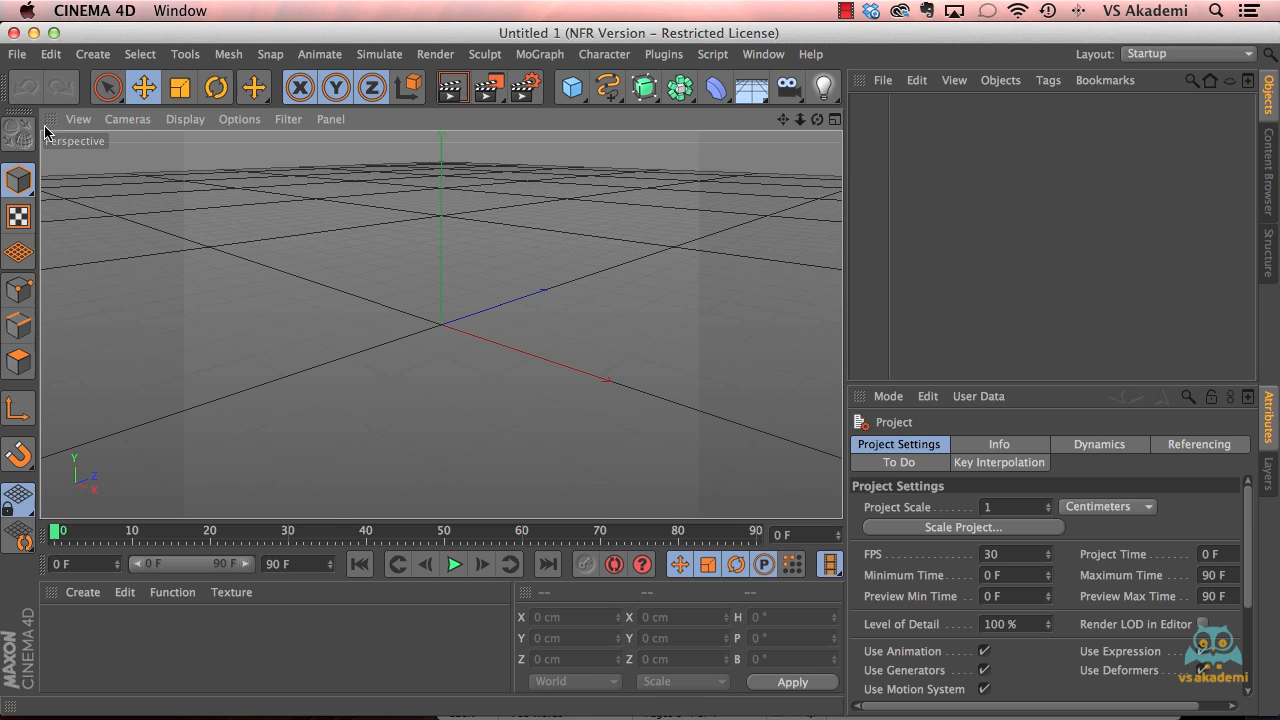 CINEMA 4D Window VS Akademi
Untitled 1 (NFR Version - Restricted License)
File Edit Create Select Tools Mesh Snap Animate Simulate Render Sculpt MoGraph Character Plugins Script Window Help Layout: Startup
X Y Z
File Edit View Objects Tags Bookmarks
Objects
Content Browser
Structure
View Cameras Display Options Filter Panel
Perspective
Y
Z
X
Mode Edit User Data
Attributes
Layers
Project
Project Settings Info Dynamics Referencing
To Do Key Interpolation
Project Settings
Project Scale . . . . . . . 1 Centimeters
Scale Project...
FPS 30 Project Time 0 F
Minimum Time 0 F Maximum Time 90 F
Preview Min Time 0 F Preview Max Time 90 F
Level of Detail 100 % Render LOD in Editor
Use Animation Use Expression
Use Generators Use Deformers
Use Motion System
0 10 20 30 40 50 60 70 80 90 0 F
0 F 0 F 90 F 90 F
P
Create Edit Function Texture
-- -- --
X 0 cm X 0 cm H 0 °
Y 0 cm Y 0 cm P 0 °
Z 0 cm Z 0 cm B 0 °
World Scale Apply
MAXON
CINEMA 4D
vs akademi